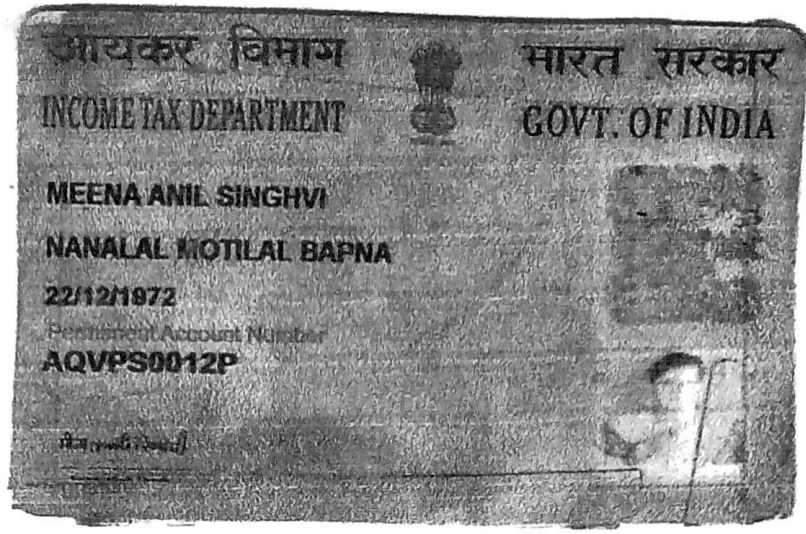 आयकर विभाग
भारत सरकार
INCOME TAX DEPARTMENT
GOVT. OF INDIA
MEENA ANIL SINGHVI
NANALAL MOTILAL BAPNA
22/12/1972
Permanent Account Number
AQVPS0012P